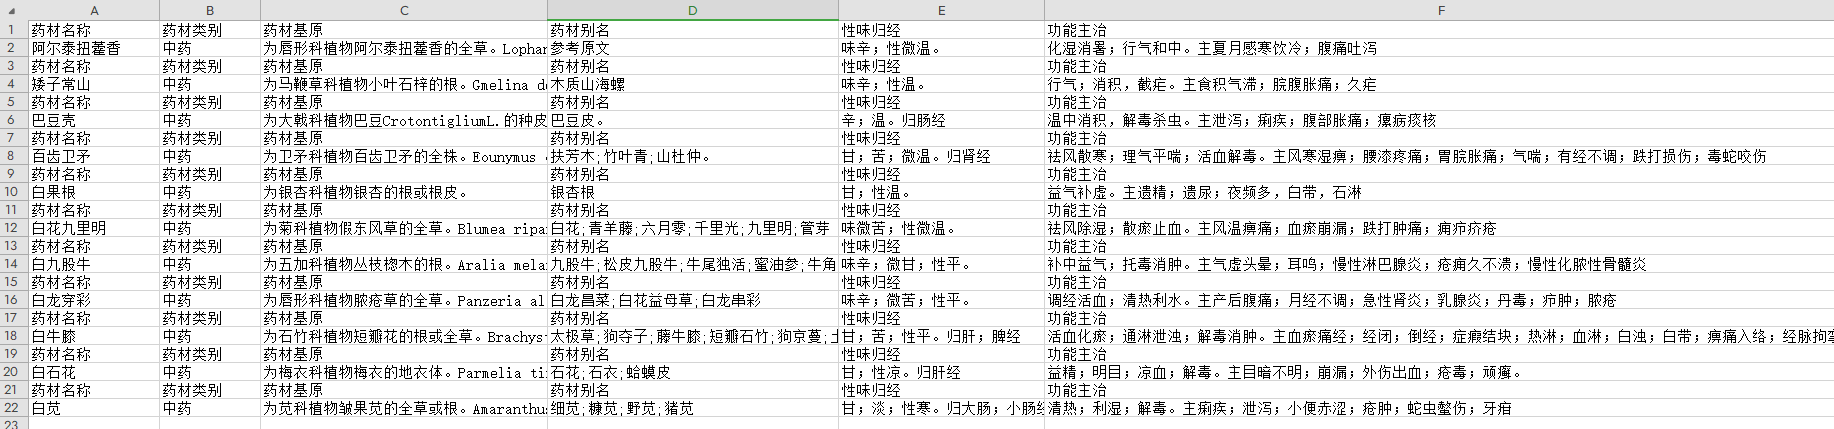 A B C D E F
1 药材名称 药材类别 药材基原 药材别名 性味归经 功能主治
2 阿尔泰扭藿香 中药 为唇形科植物阿尔泰扭藿香的全草。Lophan 参考原文 味辛；性微温。 化湿消暑；行气和中。主夏月感寒饮冷；腹痛吐泻
3 药材名称 药材类别 药材基原 药材别名 性味归经 功能主治
4 矮子常山 中药 为马鞭草科植物小叶石梓的根。Gmelina de 木质山海螺 味辛；性温。 行气；消积，截疟。主食积气滞；脘腹胀痛；久疟
5 药材名称 药材类别 药材基原 药材别名 性味归经 功能主治
6 巴豆壳 中药 为大戟科植物巴豆CrotontigliumL.的种皮 巴豆皮。 辛；温。归肠经 温中消积，解毒杀虫。主泄泻；痢疾；腹部胀痛；瘰病痰核
7 药材名称 药材类别 药材基原 药材别名 性味归经 功能主治
8 百齿卫矛 中药 为卫矛科植物百齿卫矛的全株。Eounymus 扶芳木;竹叶青;山杜仲。 甘；苦；微温。归肾经 祛风散寒；理气平喘；活血解毒。主风寒湿痹；腰漆疼痛；胃脘胀痛；气喘；有经不调；跌打损伤；毒蛇咬伤
9 药材名称 药材类别 药材基原 药材别名 性味归经 功能主治
10 白果根 中药 为银杏科植物银杏的根或根皮。 银杏根 甘；性温。 益气补虚。主遗精；遗尿；夜频多，白带，石淋
11 药材名称 药材类别 药材基原 药材别名 性味归经 功能主治
12 白花九里明 中药 为菊科植物假东风草的全草。Blumea ripa 白花;青羊藤;六月零;千里光;九里明;管芽 味微苦；性微温。 祛风除湿；散瘀止血。主风温痹痛；血瘀崩漏；跌打肿痛；痈疖疥疮
13 药材名称 药材类别 药材基原 药材别名 性味归经 功能主治
14 白九股牛 中药 为五加科植物丛枝楤木的根。Aralia mela 九股牛;松皮九股牛;牛尾独活;蜜油参;牛角 味辛；微甘；性平。 补中益气；托毒消肿。主气虚头晕；耳鸣；慢性淋巴腺炎；疮痈久不溃；慢性化脓性骨髓炎
15 药材名称 药材类别 药材基原 药材别名 性味归经 功能主治
16 白龙穿彩 中药 为唇形科植物脓疮草的全草。Panzeria al 白龙昌菜;白花益母草;白龙串彩 味辛；微苦；性平。 调经活血；清热利水。主产后腹痛；月经不调；急性肾炎；乳腺炎；丹毒；疖肿；脓疮
17 药材名称 药材类别 药材基原 药材别名 性味归经 功能主治
18 白牛膝 中药 为石竹科植物短瓣花的根或全草。Brachys 太极草;狗夺子;藤牛膝;短瓣石竹;狗京蔓; 甘；苦；性平。归肝；脾经 活血化瘀；通淋泄浊；解毒消肿。主血瘀痛经；经闭；倒经；症瘕结块；热淋；血淋；白浊；白带；痹痛入络；经脉拘挛
19 药材名称 药材类别 药材基原 药材别名 性味归经 功能主治
20 白石花 中药 为梅衣科植物梅衣的地衣体。Parmelia ti 石花;石衣;蛤蟆皮 甘；性凉。归肝经 益精；明目；凉血；解毒。主目暗不明；崩漏；外伤出血；疮毒；顽癣。
21 药材名称 药材类别 药材基原 药材别名 性味归经 功能主治
22 白苋 中药 为苋科植物皱果苋的全草或根。Amaranthus 细苋;糠苋;野苋;猪苋 甘；淡；性寒。归大肠；小肠经 清热；利湿；解毒。主痢疾；泄泻；小便赤涩；疮肿；蛇虫螫伤；牙疳
23